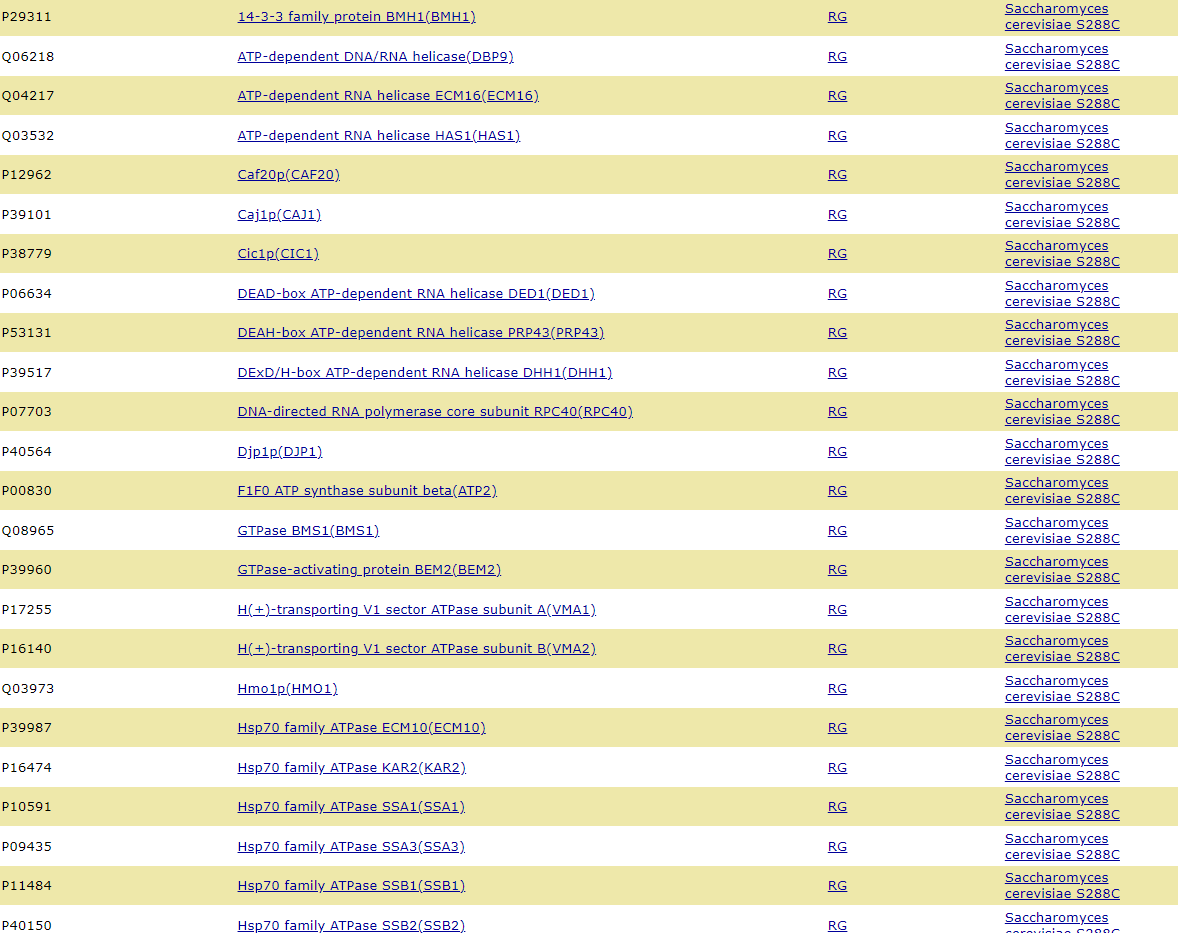 P29311 14-3-3 family protein BMH1(BMH1) RG Saccharomyces
cerevisiae S288C
Q06218 ATP-dependent DNA/RNA helicase(DBP9) RG Saccharomyces
cerevisiae S288C
Q04217 ATP-dependent RNA helicase ECM16(ECM16) RG Saccharomyces
cerevisiae S288C
Q03532 ATP-dependent RNA helicase HAS1(HAS1) RG Saccharomyces
cerevisiae S288C
P12962 Caf20p(CAF20) RG Saccharomyces
cerevisiae S288C
P39101 Caj1p(CAJ1) RG Saccharomyces
cerevisiae S288C
P38779 Cic1p(CIC1) RG Saccharomyces
cerevisiae S288C
P06634 DEAD-box ATP-dependent RNA helicase DED1(DED1) RG Saccharomyces
cerevisiae S288C
P53131 DEAH-box ATP-dependent RNA helicase PRP43(PRP43) RG Saccharomyces
cerevisiae S288C
P39517 DExD/H-box ATP-dependent RNA helicase DHH1(DHH1) RG Saccharomyces
cerevisiae S288C
P07703 DNA-directed RNA polymerase core subunit RPC40(RPC40) RG Saccharomyces
cerevisiae S288C
P40564 Djp1p(DJP1) RG Saccharomyces
cerevisiae S288C
P00830 F1F0 ATP synthase subunit beta(ATP2) RG Saccharomyces
cerevisiae S288C
Q08965 GTPase BMS1(BMS1) RG Saccharomyces
cerevisiae S288C
P39960 GTPase-activating protein BEM2(BEM2) RG Saccharomyces
cerevisiae S288C
P17255 H(+)-transporting V1 sector ATPase subunit A(VMA1) RG Saccharomyces
cerevisiae S288C
P16140 H(+)-transporting V1 sector ATPase subunit B(VMA2) RG Saccharomyces
cerevisiae S288C
Q03973 Hmo1p(HMO1) RG Saccharomyces
cerevisiae S288C
P39987 Hsp70 family ATPase ECM10(ECM10) RG Saccharomyces
cerevisiae S288C
P16474 Hsp70 family ATPase KAR2(KAR2) RG Saccharomyces
cerevisiae S288C
P10591 Hsp70 family ATPase SSA1(SSA1) RG Saccharomyces
cerevisiae S288C
P09435 Hsp70 family ATPase SSA3(SSA3) RG Saccharomyces
cerevisiae S288C
P11484 Hsp70 family ATPase SSB1(SSB1) RG Saccharomyces
cerevisiae S288C
P40150 Hsp70 family ATPase SSB2(SSB2) RG Saccharomyces